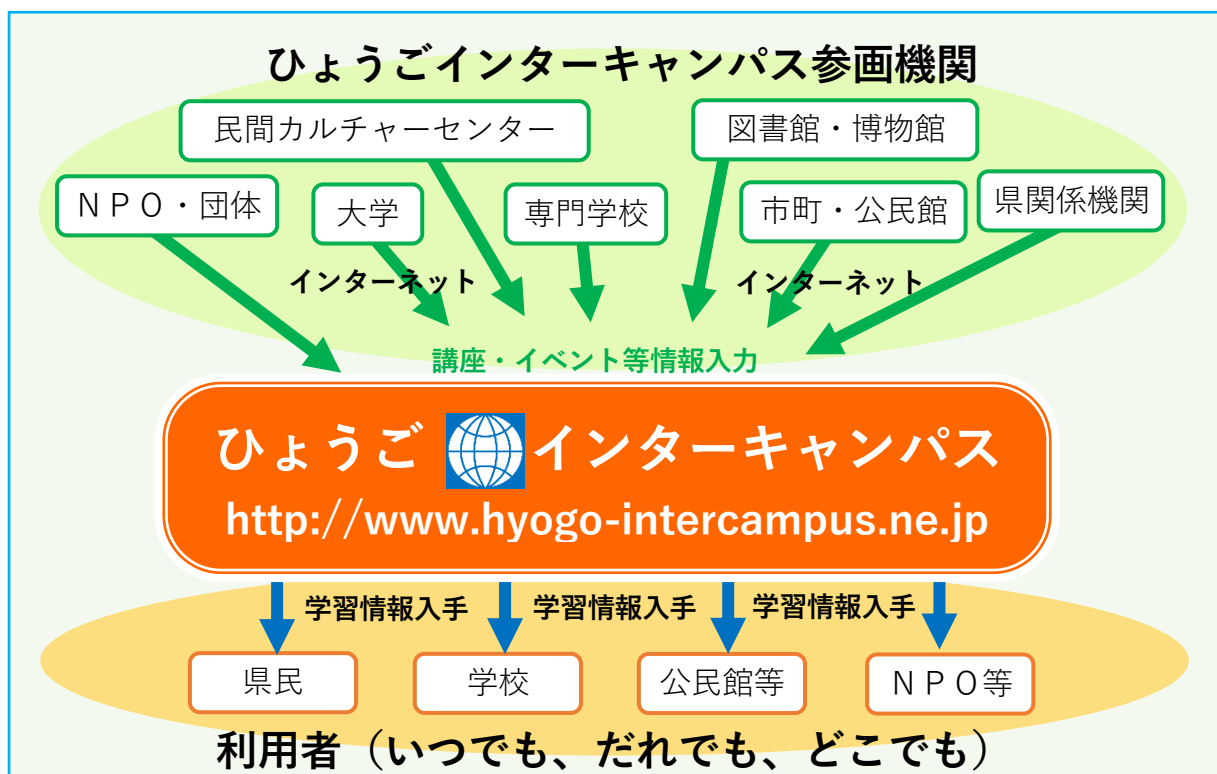 ひょうごインターキャンパス参画機関
民間カルチャーセンター
図書館・博物館
ＮＰＯ・団体
大学
専門学校
市町・公民館
県関係機関
インターネット
インターネット
講座・イベント等情報入力
ひょうご インターキャンパス
http://www.hyogo-intercampus.ne.jp
学習情報入手
学習情報入手
学習情報入手
県民
学校
公民館等
ＮＰＯ等
利用者（いつでも、だれでも、どこでも）